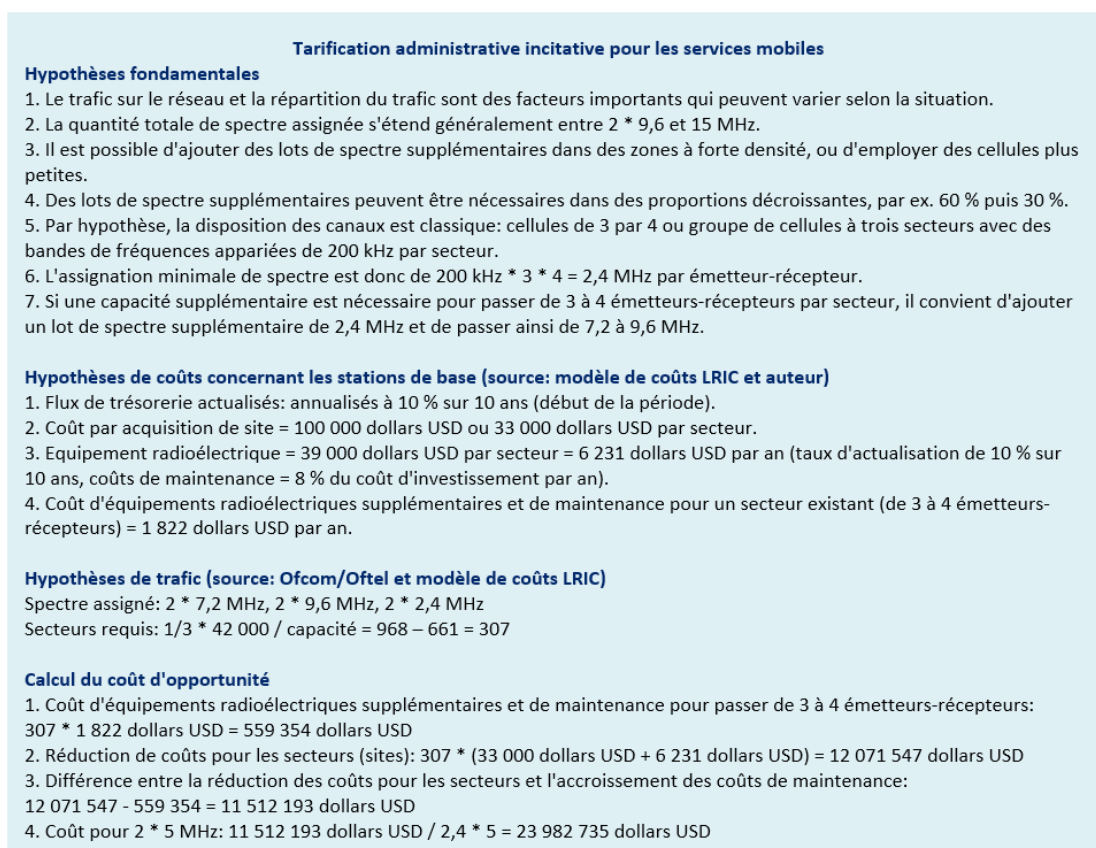 Tarification administrative incitative pour les services mobiles
Hypothèses fondamentales
1. Le trafic sur le réseau et la répartition du trafic sont des facteurs importants qui peuvent varier selon la situation.
2. La quantité totale de spectre assignée s'étend généralement entre 2 * 9,6 et 15 MHz.
3. Il est possible d'ajouter des lots de spectre supplémentaires dans des zones à forte densité, ou d'employer des cellules plus
petites.
4. Des lots de spectre supplémentaires peuvent être nécessaires dans des proportions décroissantes, par ex. 60 % puis 30 %.
5. Par hypothèse, la disposition des canaux est classique: cellules de 3 par 4 ou groupe de cellules à trois secteurs avec des
bandes de fréquences appariées de 200 kHz par secteur.
6. L'assignation minimale de spectre est donc de 200 kHz * 3 * 4 = 2,4 MHz par émetteur-récepteur.
7. Si une capacité supplémentaire est nécessaire pour passer de 3 à 4 émetteurs-récepteurs par secteur, il convient d'ajouter
un lot de spectre supplémentaire de 2,4 MHz et de passer ainsi de 7,2 à 9,6 MHz.
Hypothèses de coûts concernant les stations de base (source: modèle de coûts LRIC et auteur)
1. Flux de trésorerie actualisés: annualisés à 10 % sur 10 ans (début de la période).
2. Coût par acquisition de site = 100 000 dollars USD ou 33 000 dollars USD par secteur.
3. Equipement radioélectrique = 39 000 dollars USD par secteur = 6 231 dollars USD par an (taux d'actualisation de 10 % sur
10 ans, coûts de maintenance = 8 % du coût d'investissement par an).
4. Coût d'équipements radioélectriques supplémentaires et de maintenance pour un secteur existant (de 3 à 4 émetteurs-
récepteurs) = 1 822 dollars USD par an.
Hypothèses de trafic (source: Ofcom/Oftel et modèle de coûts LRIC)
Spectre assigné: 2 * 7,2 MHz, 2 * 9,6 MHz, 2 * 2,4 MHz
Secteurs requis: 1/3 * 42 000 / capacité = 968 – 661 = 307
Calcul du coût d'opportunité
1. Coût d'équipements radioélectriques supplémentaires et de maintenance pour passer de 3 à 4 émetteurs-récepteurs:
307 * 1 822 dollars USD = 559 354 dollars USD
2. Réduction de coûts pour les secteurs (sites): 307 * (33 000 dollars USD + 6 231 dollars USD) = 12 071 547 dollars USD
3. Différence entre la réduction des coûts pour les secteurs et l'accroissement des coûts de maintenance:
12 071 547 - 559 354 = 11 512 193 dollars USD
4. Coût pour 2 * 5 MHz: 11 512 193 dollars USD / 2,4 * 5 = 23 982 735 dollars USD